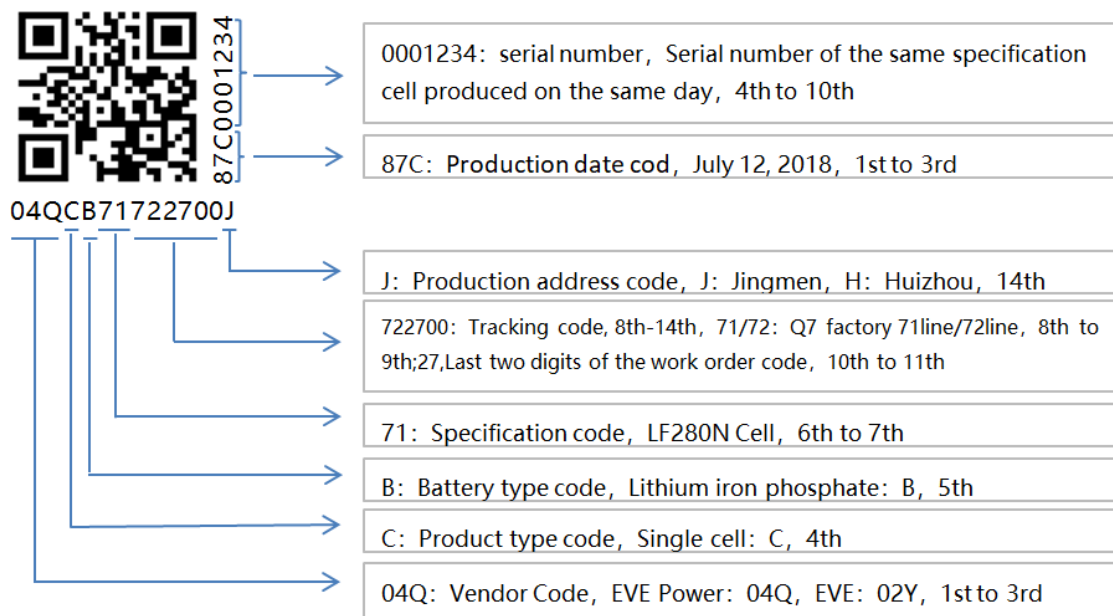 87C0001234
04QCB71722700J
0001234: serial number, Serial number of the same specification
cell produced on the same day, 4th to 10th
87C: Production date cod, July 12, 2018, 1st to 3rd
J: Production address code, J: Jingmen, H: Huizhou, 14th
722700: Tracking code, 8th-14th, 71/72: Q7 factory 71line/72line, 8th to
9th;27,Last two digits of the work order code, 10th to 11th
71: Specification code, LF280N Cell, 6th to 7th
B: Battery type code, Lithium iron phosphate: B, 5th
C: Product type code, Single cell: C, 4th
04Q: Vendor Code, EVE Power: 04Q, EVE: 02Y, 1st to 3rd